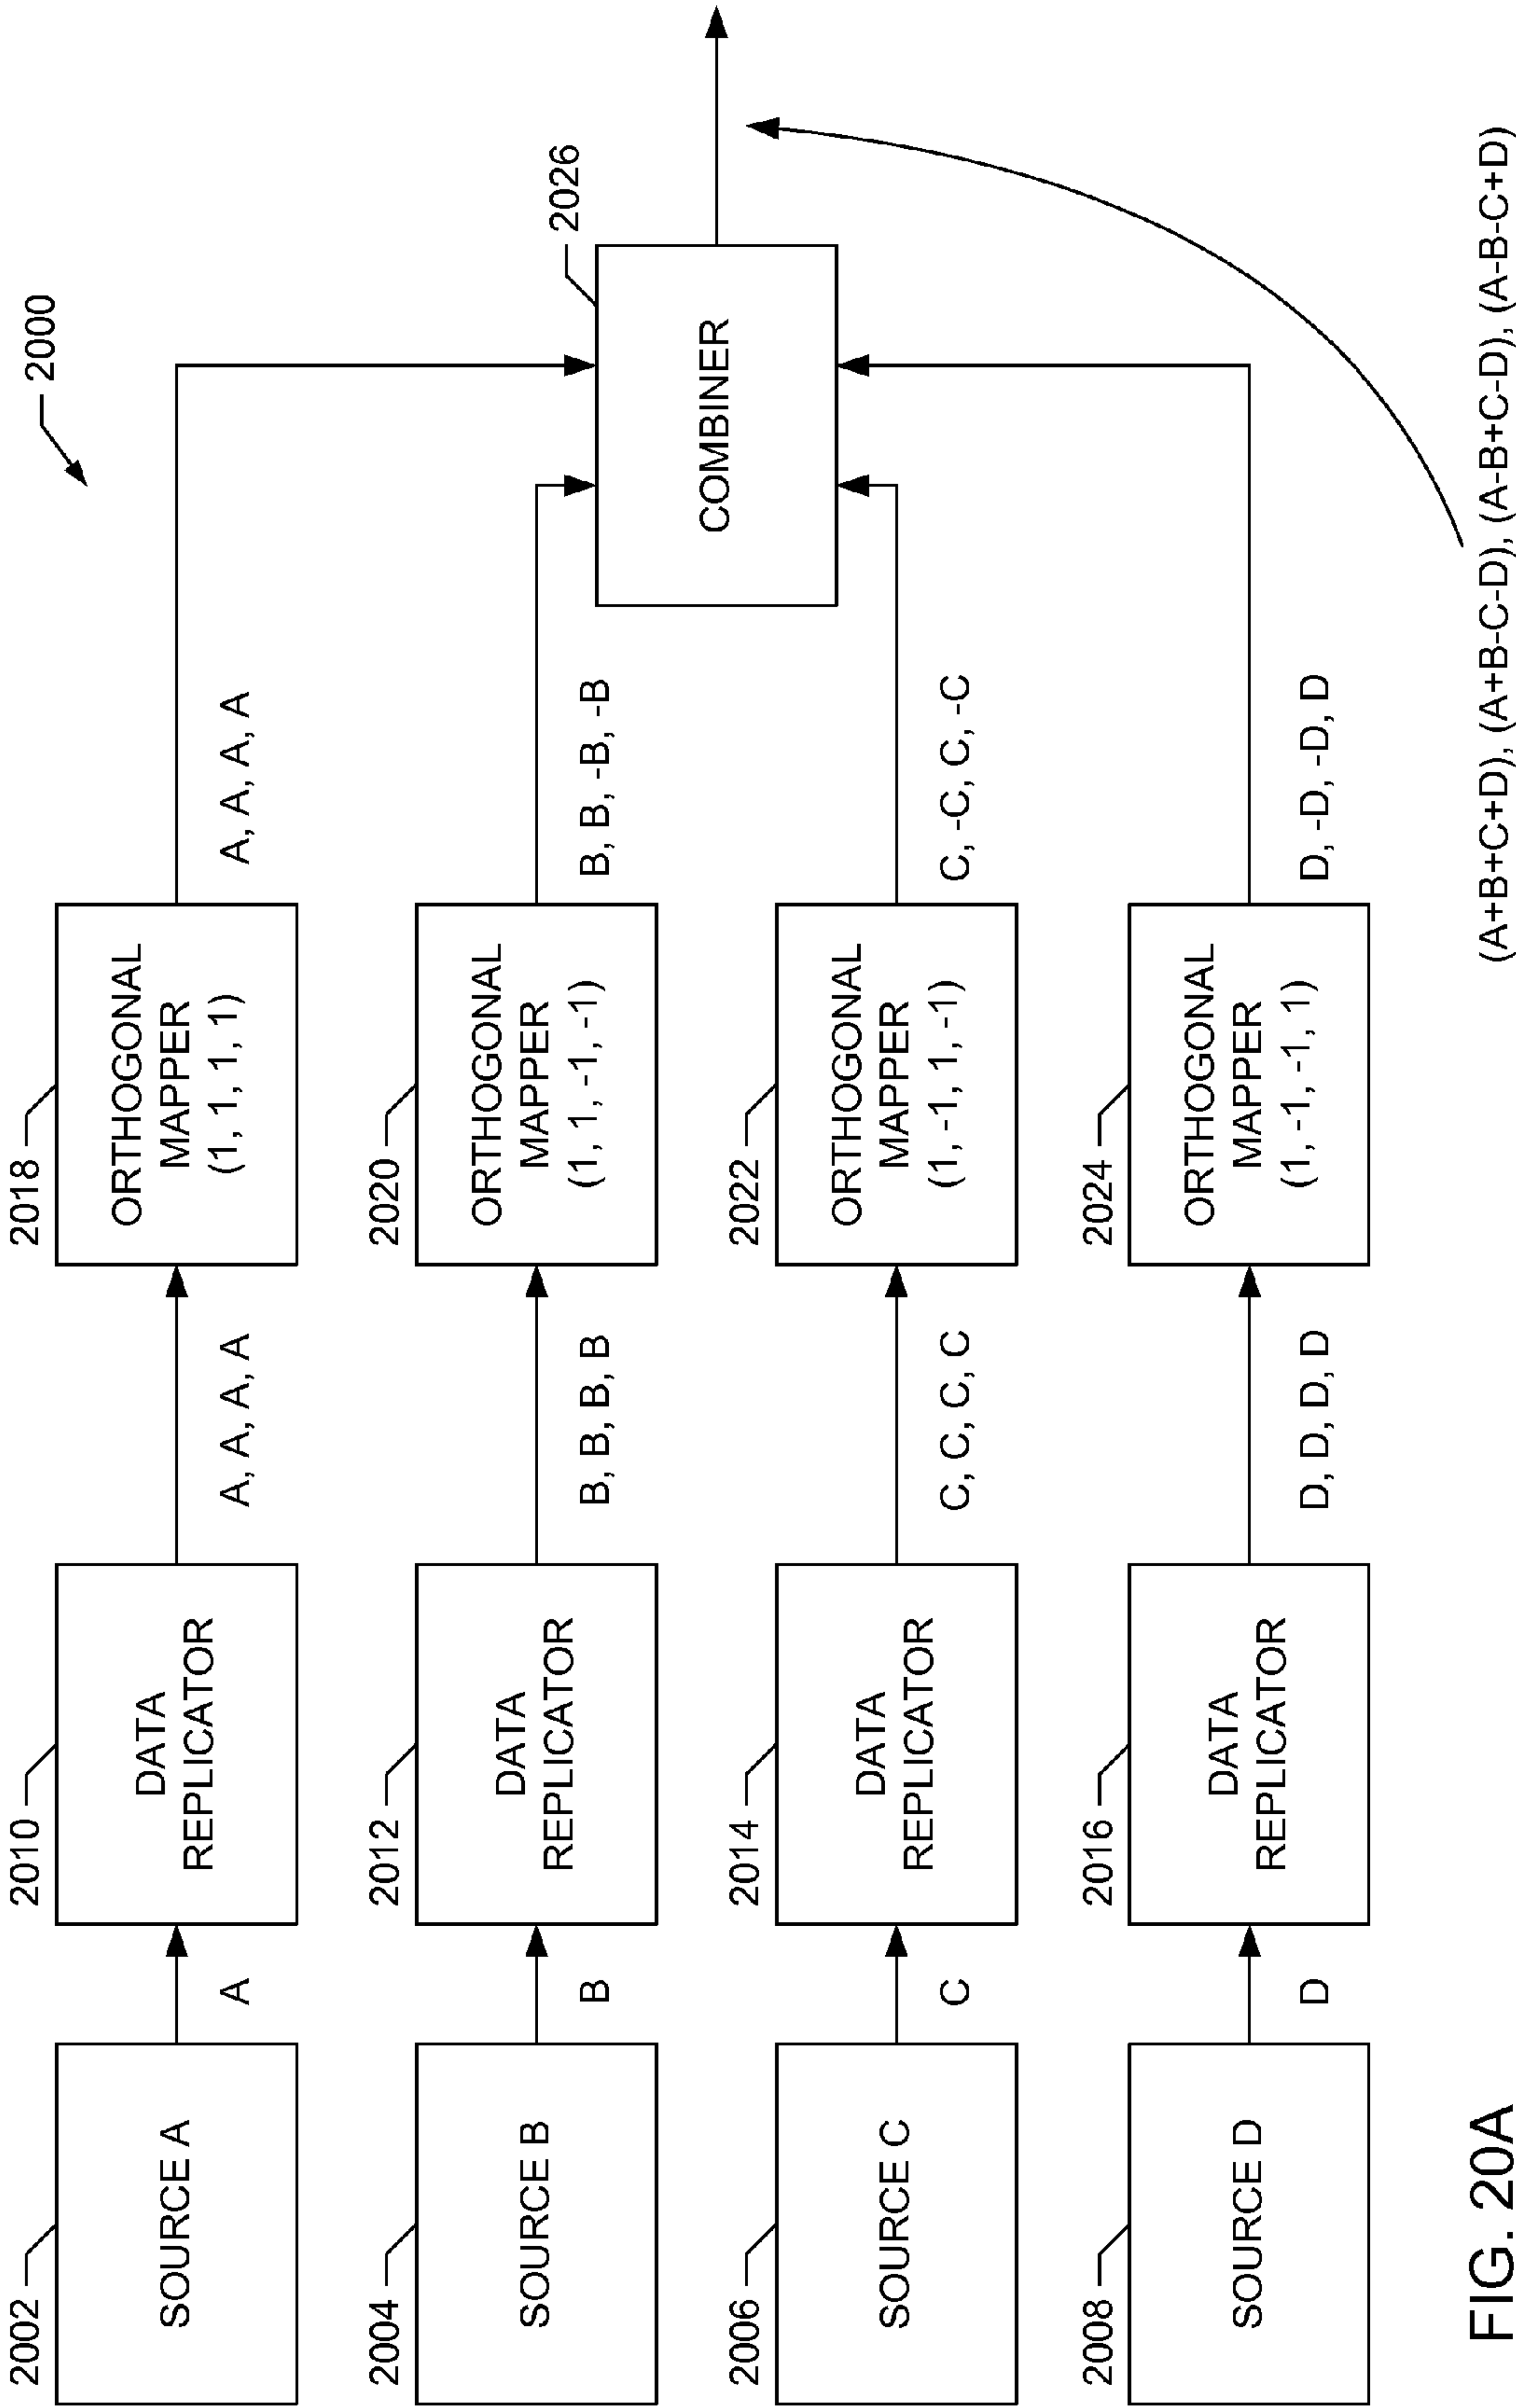 2000
2002
SOURCE A
A
2010
DATA
REPLICATOR
A, A, A, A
2018
ORTHOGONAL
MAPPER
(1, 1, 1, 1)
A, A, A, A
2004
SOURCE B
B
2012
DATA
REPLICATOR
B, B, B, B
2020
ORTHOGONAL
MAPPER
(1, 1, -1, -1)
B, B, -B, -B
2026
COMBINER
2006
SOURCE C
C
2014
DATA
REPLICATOR
C, C, C, C
2022
ORTHOGONAL
MAPPER
(1, -1, 1, -1)
C, -C, C, -C
2008
SOURCE D
D
2016
DATA
REPLICATOR
D, D, D, D
2024
ORTHOGONAL
MAPPER
(1, -1, -1, 1)
D, -D, -D, D
(A+B+C+D), (A+B-C-D), (A-B+C-D), (A-B-C+D)
FIG. 20A